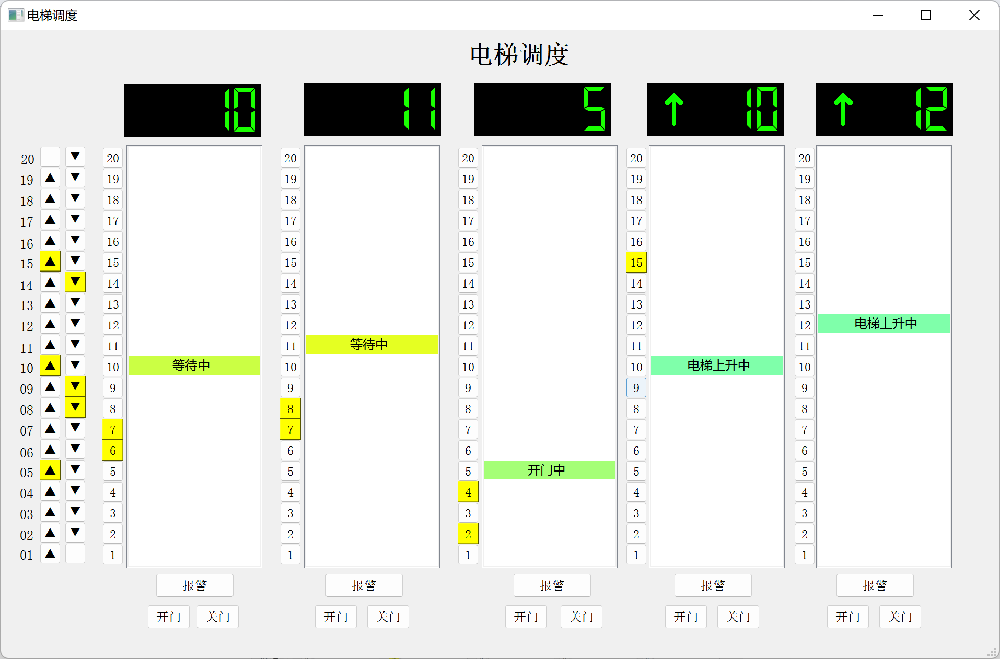 电梯调度
电梯调度
10 11 5 ↑ 10 ↑ 12
20 ▼ 20 20 20 20 20
19 ▲ ▼ 19 19 19 19 19
18 ▲ ▼ 18 18 18 18 18
17 ▲ ▼ 17 17 17 17 17
16 ▲ ▼ 16 16 16 16 16
15 ▲ ▼ 15 15 15 15 15
14 ▲ ▼ 14 14 14 14 14
13 ▲ ▼ 13 13 13 13 13
12 ▲ ▼ 12 12 12 12 12 电梯上升中
11 ▲ ▼ 11 11 等待中 11 11 11
10 ▲ ▼ 10 等待中 10 10 10 电梯上升中 10
09 ▲ ▼ 9 9 9 9 9
08 ▲ ▼ 8 8 8 8 8
07 ▲ ▼ 7 7 7 7 7
06 ▲ ▼ 6 6 6 6 6
05 ▲ ▼ 5 5 5 开门中 5 5
04 ▲ ▼ 4 4 4 4 4
03 ▲ ▼ 3 3 3 3 3
02 ▲ ▼ 2 2 2 2 2
01 ▲ 1 1 1 1 1
报警 报警 报警 报警 报警
开门 关门 开门 关门 开门 关门 开门 关门 开门 关门